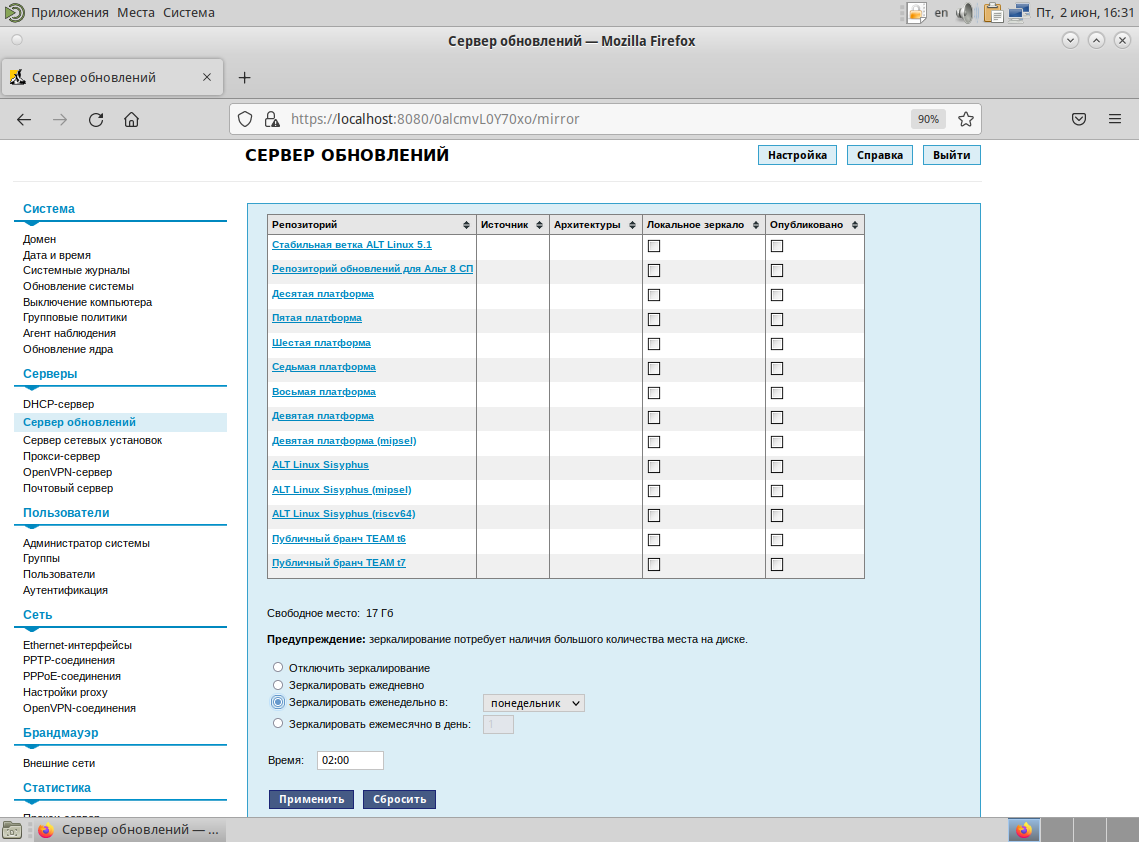 Приложения Места Система en Пт, 2 июн, 16:31
Сервер обновлений — Mozilla Firefox
Сервер обновлений
https://localhost:8080/0alcmvL0Y70xo/mirror 90%
СЕРВЕР ОБНОВЛЕНИЙ Настройка Справка Выйти
Система
Домен
Дата и время
Системные журналы
Обновление системы
Выключение компьютера
Групповые политики
Агент наблюдения
Обновление ядра
Серверы
DHCP-сервер
Сервер обновлений
Сервер сетевых установок
Прокси-сервер
OpenVPN-сервер
Почтовый сервер
Пользователи
Администратор системы
Группы
Пользователи
Аутентификация
Сеть
Ethernet-интерфейсы
PPTP-соединения
PPPoE-соединения
Настройки proxy
OpenVPN-соединения
Брандмауэр
Внешние сети
Статистика
Прокси-сервер
Репозиторий Источник Архитектуры Локальное зеркало Опубликовано
Стабильная ветка ALT Linux 5.1
Репозиторий обновлений для Альт 8 СП
Десятая платформа
Пятая платформа
Шестая платформа
Седьмая платформа
Восьмая платформа
Девятая платформа
Девятая платформа (mipsel)
ALT Linux Sisyphus
ALT Linux Sisyphus (mipsel)
ALT Linux Sisyphus (riscv64)
Публичный бранч TEAM t6
Публичный бранч TEAM t7
Свободное место: 17 Гб
Предупреждение: зеркалирование потребует наличия большого количества места на диске.
Отключить зеркалирование
Зеркалировать ежедневно
Зеркалировать еженедельно в: понедельник
Зеркалировать ежемесячно в день: 1
Время: 02:00
Применить Сбросить
Сервер обновлений — ...